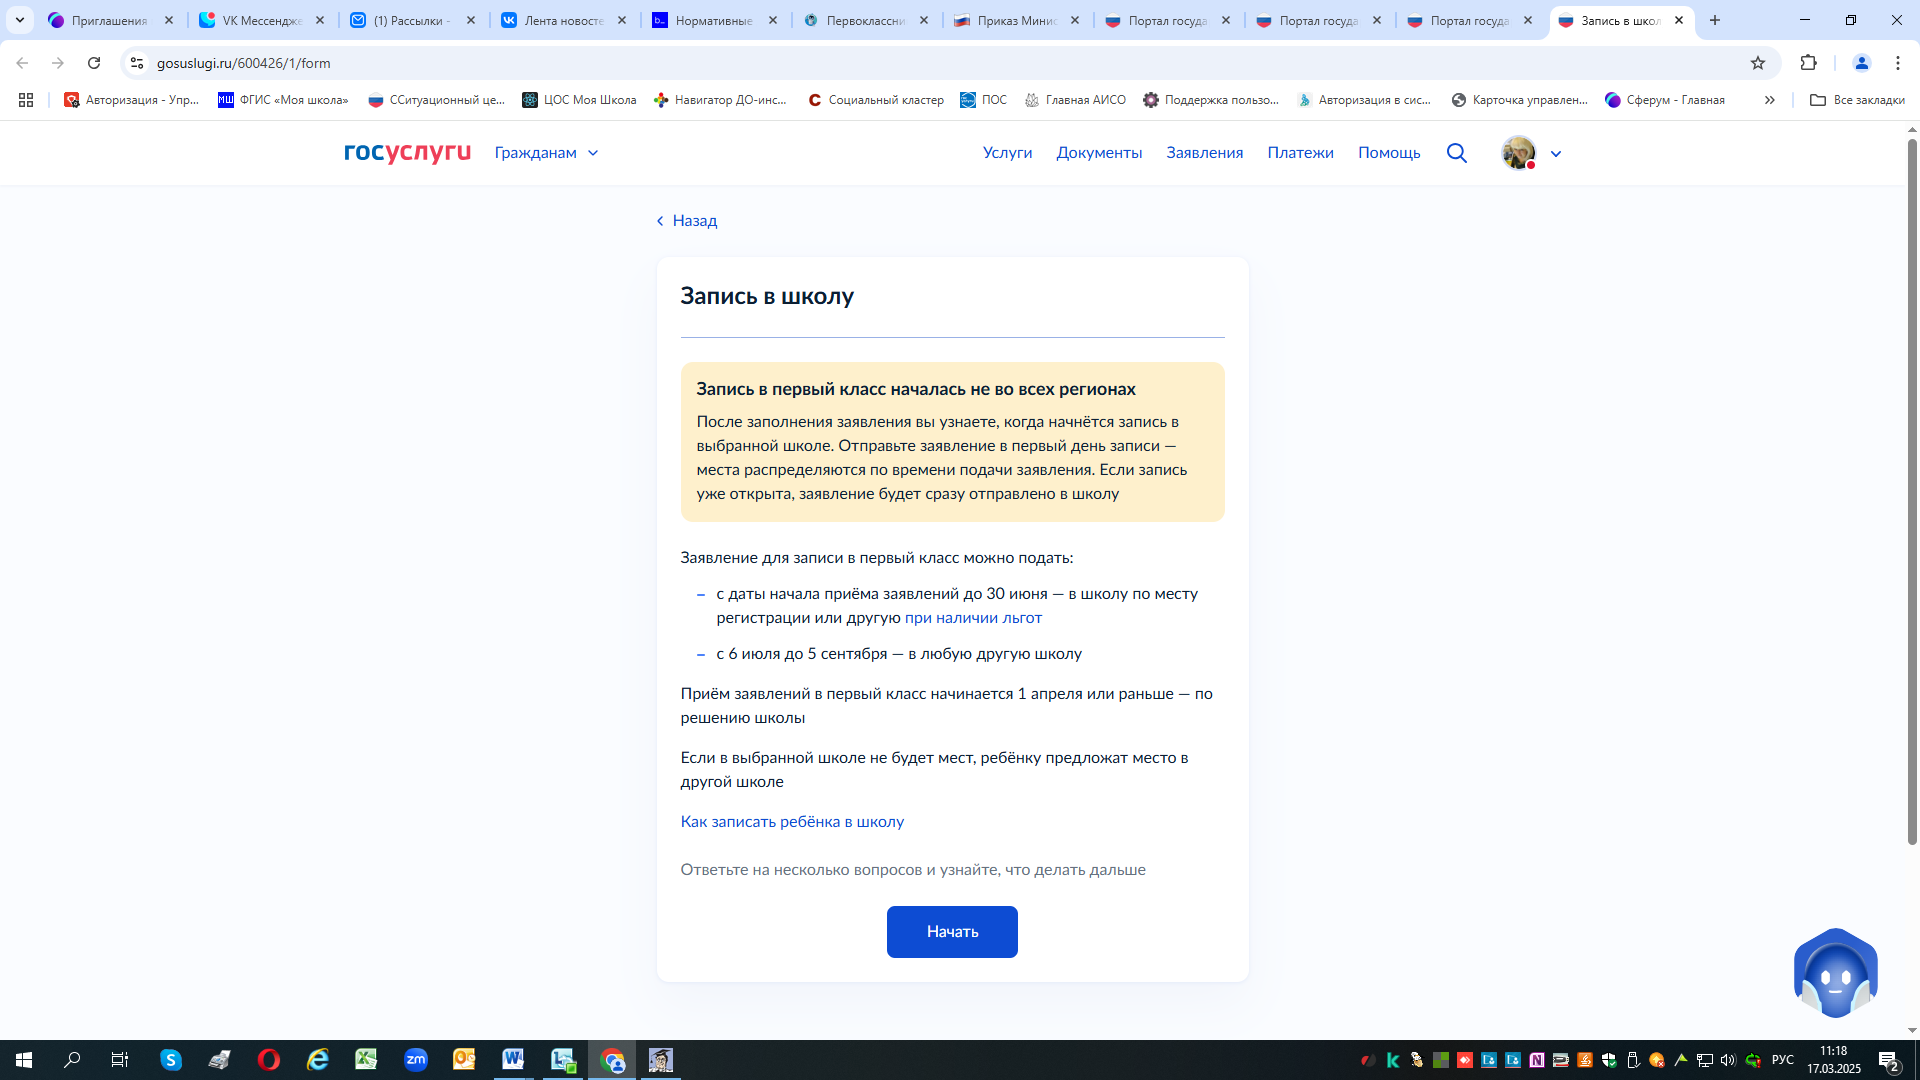 Приглашения
VK Мессендже
(1) Рассылки -
Лента новосте
Нормативные
Первоклассни
Приказ Минис
Портал госуда
Портал госуда
Портал госуда
Запись в школ
gosuslugi.ru/600426/1/form
Авторизация - Упр...
МШ
ФГИС «Моя школа»
ССитуационный це...
ЦОС Моя Школа
Навигатор ДО-инс...
Социальный кластер
ПОС
Главная АИСО
Поддержка пользо...
Авторизация в сис...
Карточка управлен...
Сферум - Главная
Все закладки
госуслуги
Гражданам
Услуги
Документы
Заявления
Платежи
Помощь
Назад
Запись в школу
Запись в первый класс началась не во всех регионах
После заполнения заявления вы узнаете, когда начнётся запись в
выбранной школе. Отправьте заявление в первый день записи —
места распределяются по времени подачи заявления. Если запись
уже открыта, заявление будет сразу отправлено в школу
Заявление для записи в первый класс можно подать:
– с даты начала приёма заявлений до 30 июня — в школу по месту
регистрации или другую при наличии льгот
– с 6 июля до 5 сентября — в любую другую школу
Приём заявлений в первый класс начинается 1 апреля или раньше — по
решению школы
Если в выбранной школе не будет мест, ребёнку предложат место в
другой школе
Как записать ребёнка в школу
Ответьте на несколько вопросов и узнайте, что делать дальше
Начать
zm
РУС
11:18
17.03.2025
2